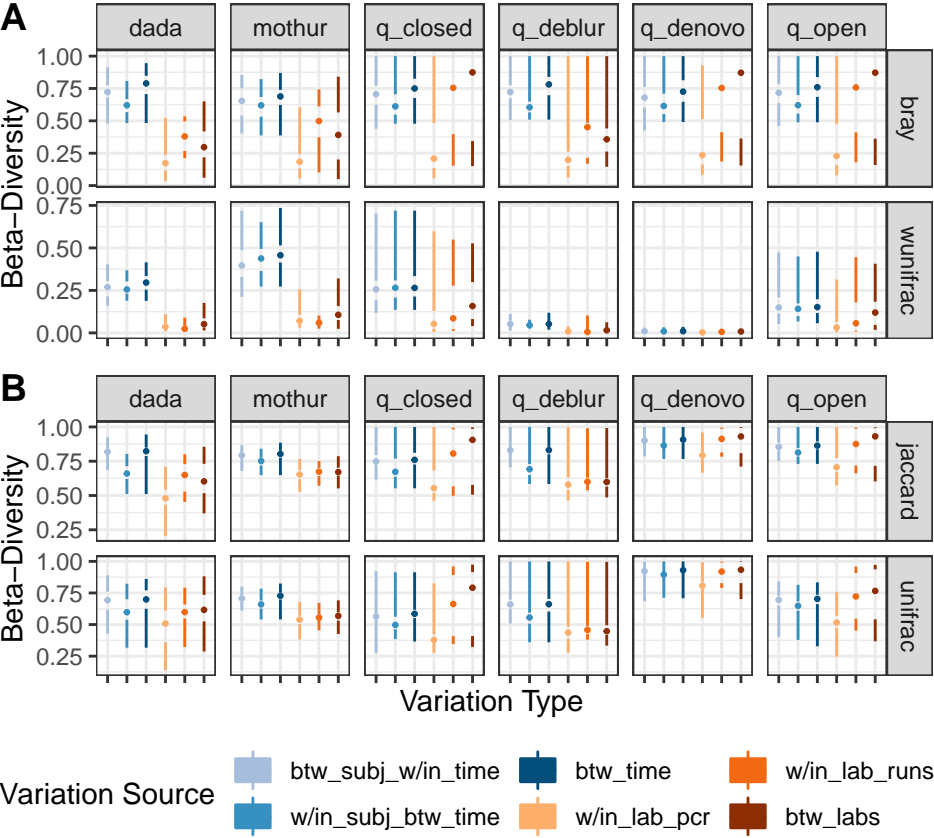 A
dada mothur q_closed q_deblur q_denovo q_open
1.00
0.75
0.50
0.25
0.00
bray
Beta−Diversity
0.75
0.50
0.25
0.00
wunifrac
B
dada mothur q_closed q_deblur q_denovo q_open
1.00
0.75
0.50
0.25
jaccard
Beta−Diversity
1.00
0.75
0.50
0.25
unifrac
Variation Type
Variation Source
btw_subj_w/in_time btw_time w/in_lab_runs
w/in_subj_btw_time w/in_lab_pcr btw_labs